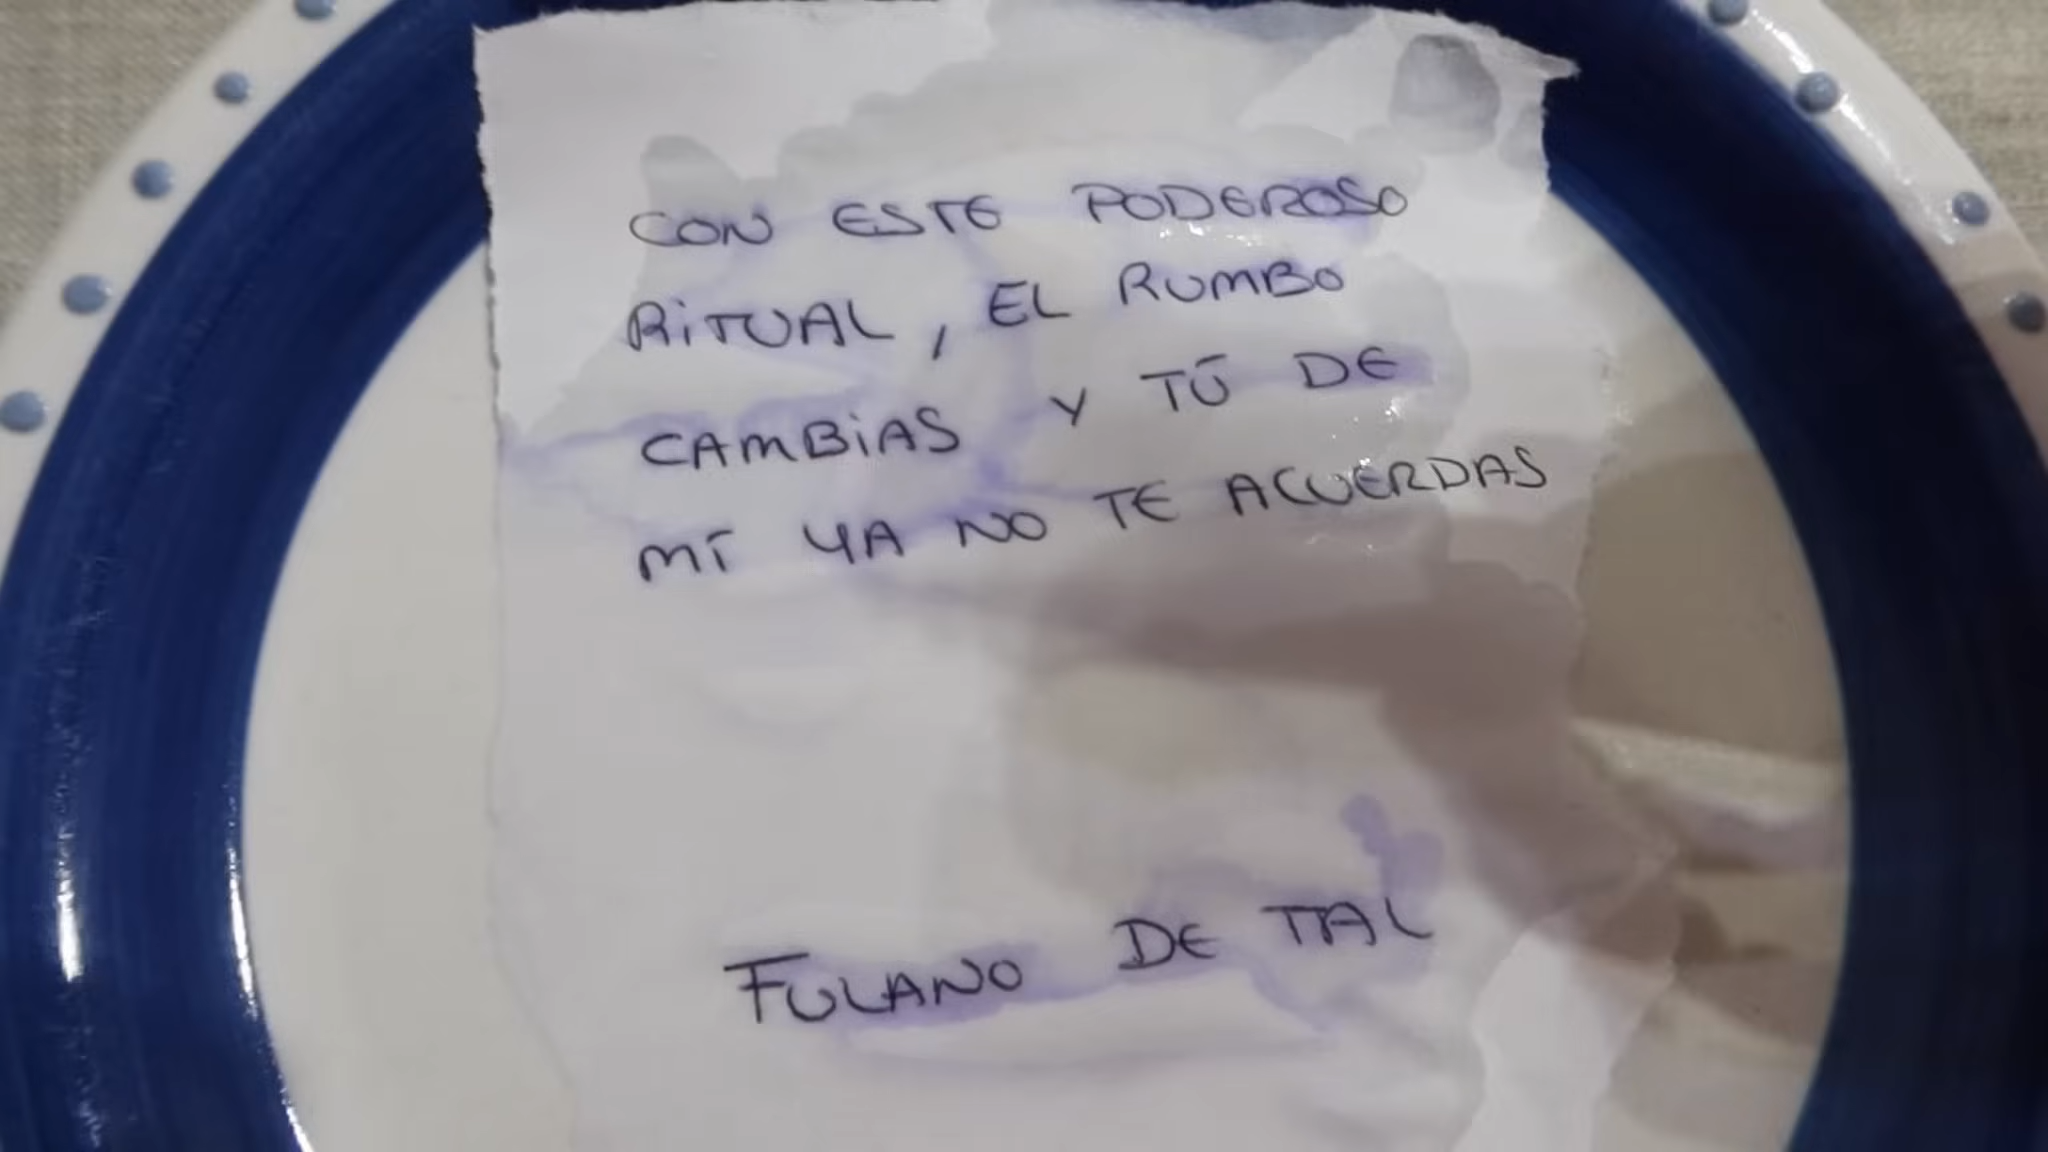 CON ESTE PODEROSO
RiTUAL, EL RUMBO
CAMBiAS Y TÚ DE
MÍ YA NO TE ACUERDAS
FULANO DE TAL